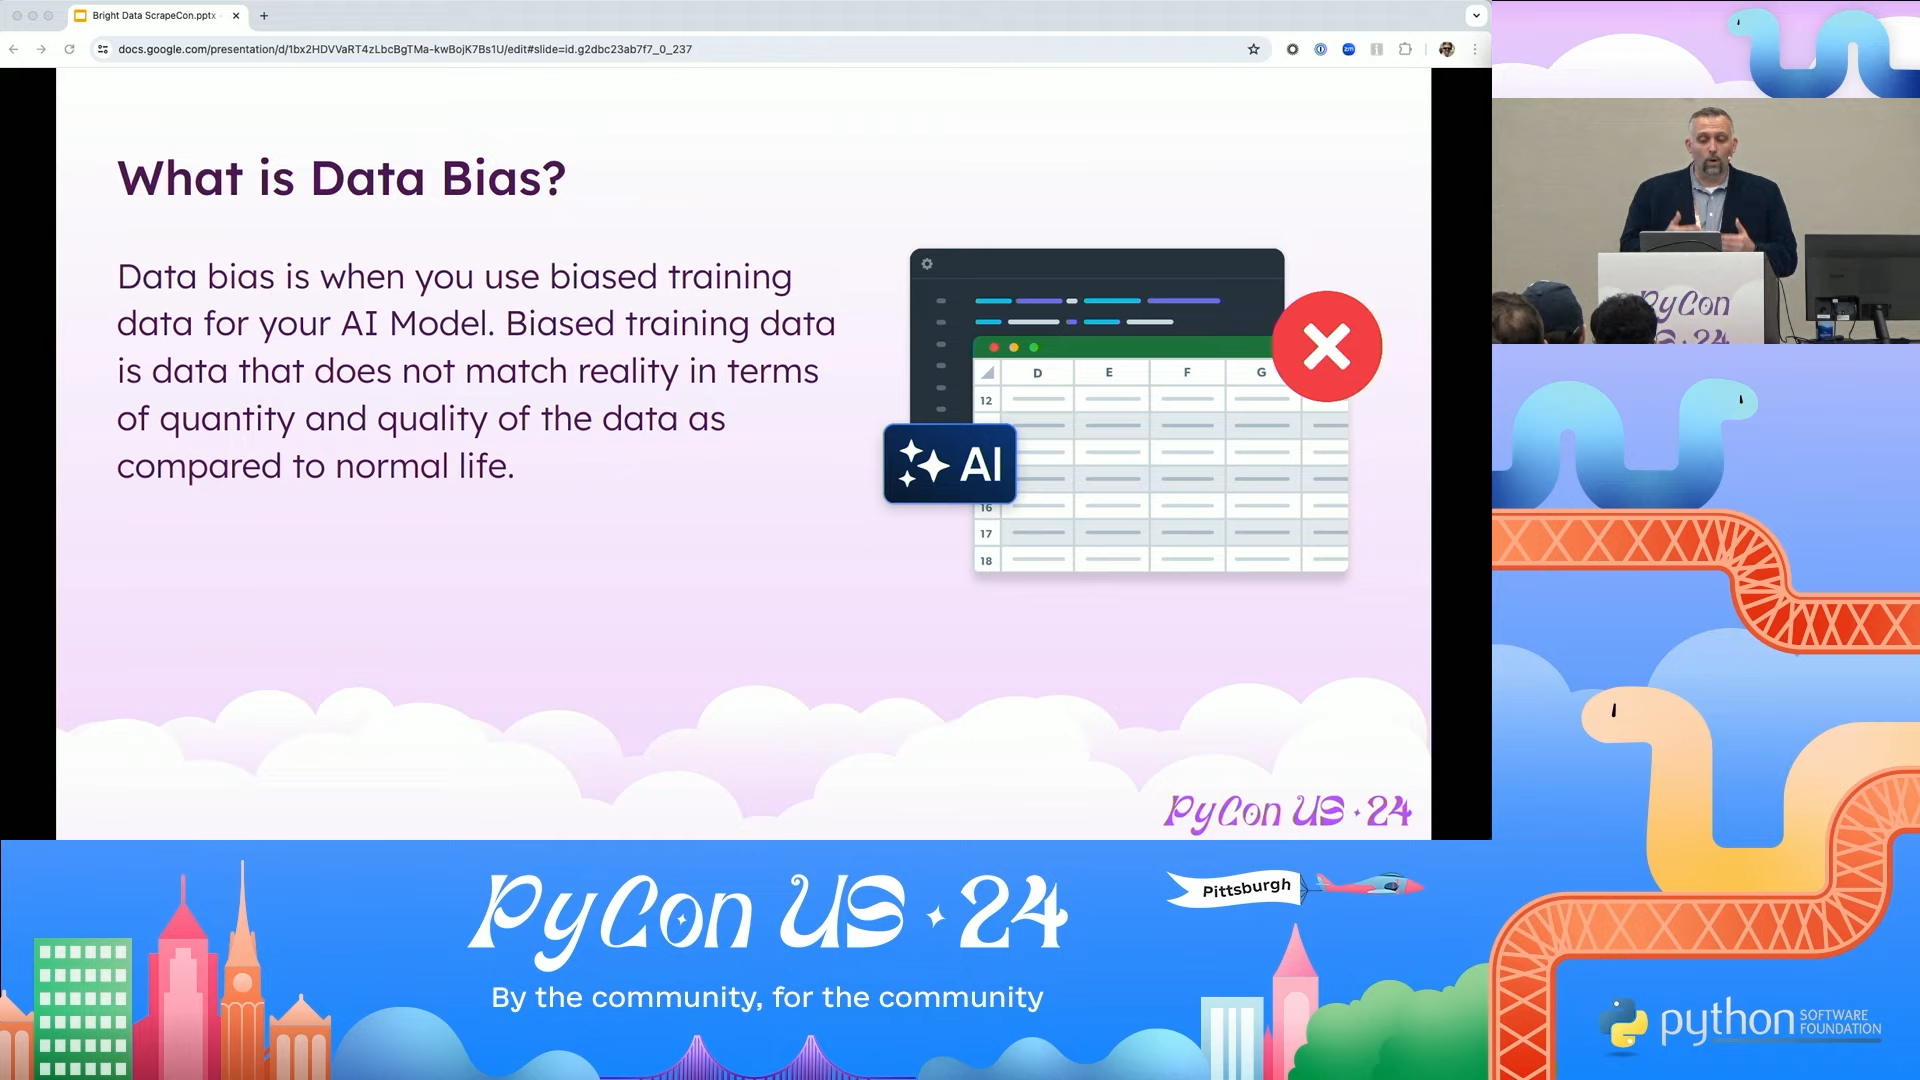 Bright Data ScrapeCon.pptx
docs.google.com/presentation/d/1bx2HDVVaRT4zLbcBgTMa-kwBojK7Bs1U/edit#slide=id.g2dbc23ab7f7_0_237
What is Data Bias?
Data bias is when you use biased training
data for your AI Model. Biased training data
is data that does not match reality in terms
of quantity and quality of the data as
compared to normal life.
D E F G
12
AI
16
17
18
PyCon US 24
PyCon
24
PyCon US 24
By the community, for the community
Pittsburgh
python
SOFTWARE
FOUNDATION